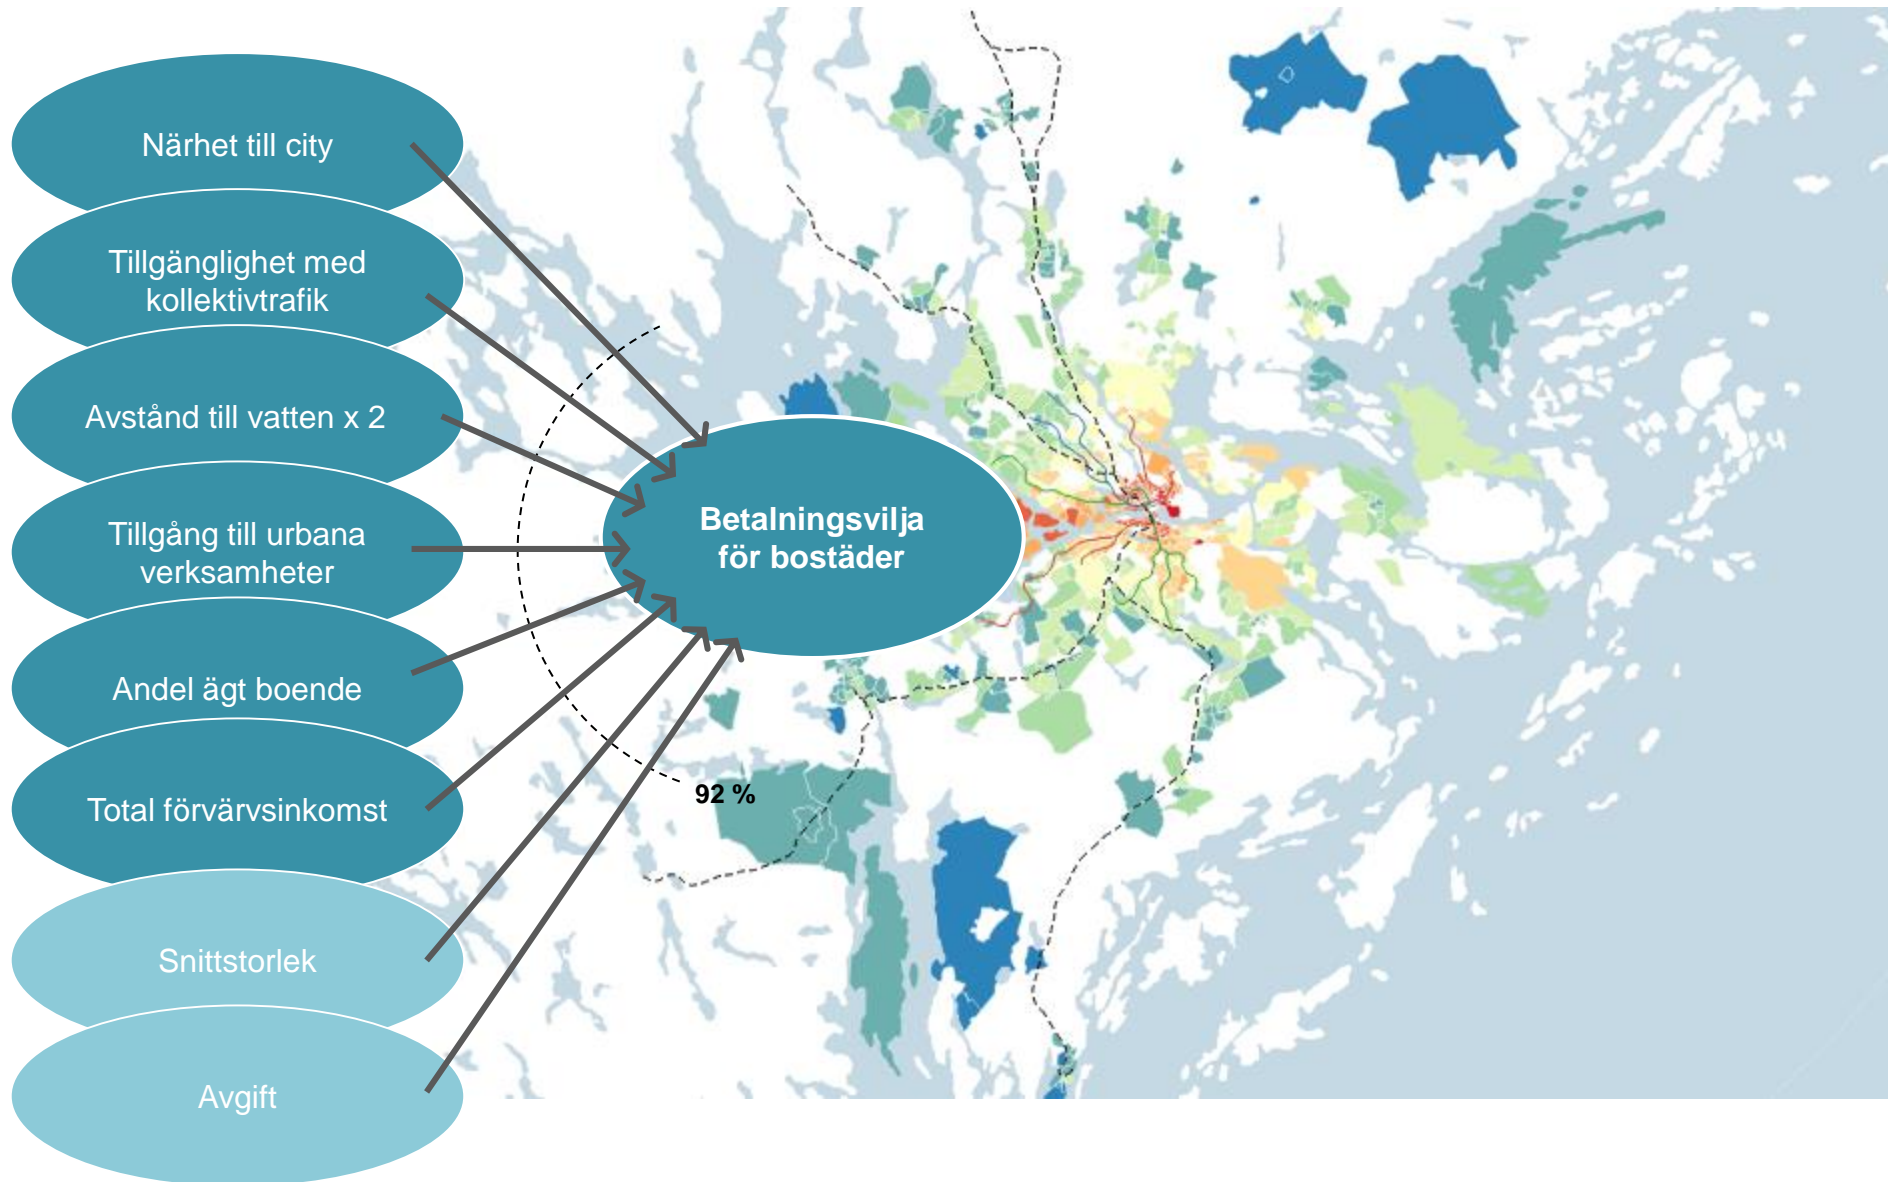 Närhet till city
Tillgänglighet med
kollektivtrafik
Avstånd till vatten x 2
Tillgång till urbana
verksamheter
Andel ägt boende
Total förvärvsinkomst
Snittstorlek
Avgift
Betalningsvilja
för bostäder
92 %